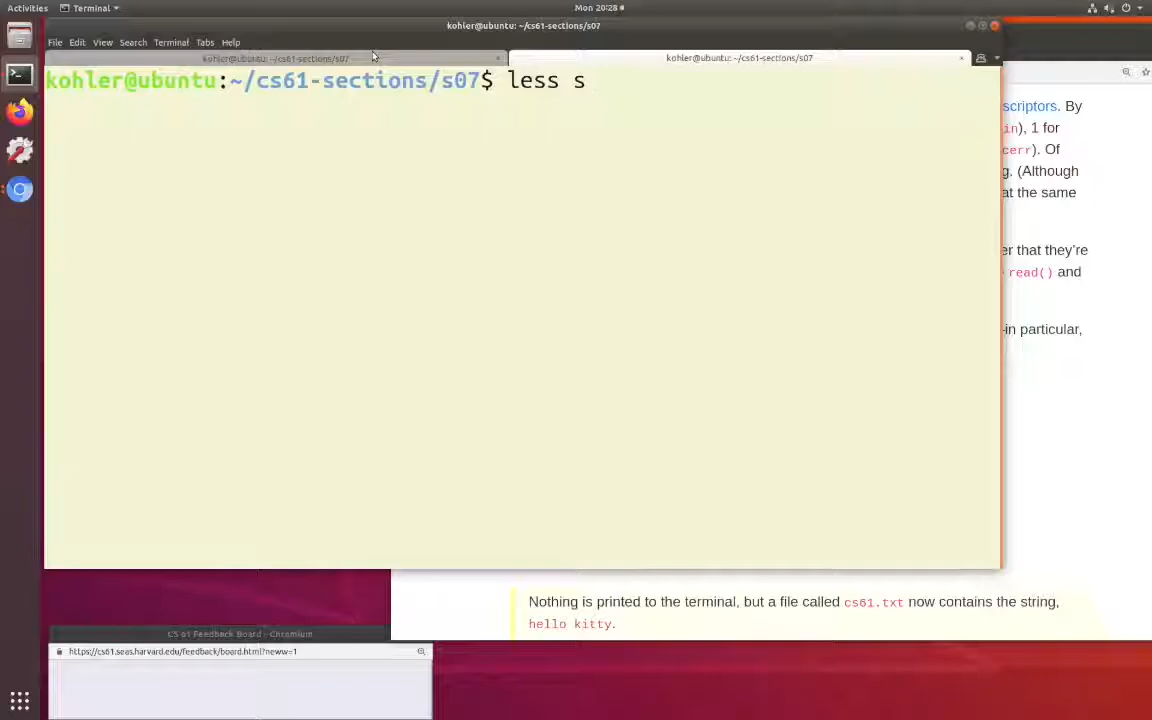 Activities
Terminal
Mon 20:28
kohler@ubuntu: ~/cs61-sections/s07
File Edit View Search Terminal Tabs Help
kohler@ubuntu: ~/cs61-sections/s07
kohler@ubuntu: ~/cs61-sections/s07
kohler@ubuntu:~/cs61-sections/s07$ less s
scriptors. By
in), 1 for
cerr). Of
g. (Although
at the same
er that they're
read() and
in particular,
Nothing is printed to the terminal, but a file called cs61.txt now contains the string,
hello kitty.
CS 61 Feedback Board - Chromium
https://cs61.seas.harvard.edu/feedback/board.html?neww=1